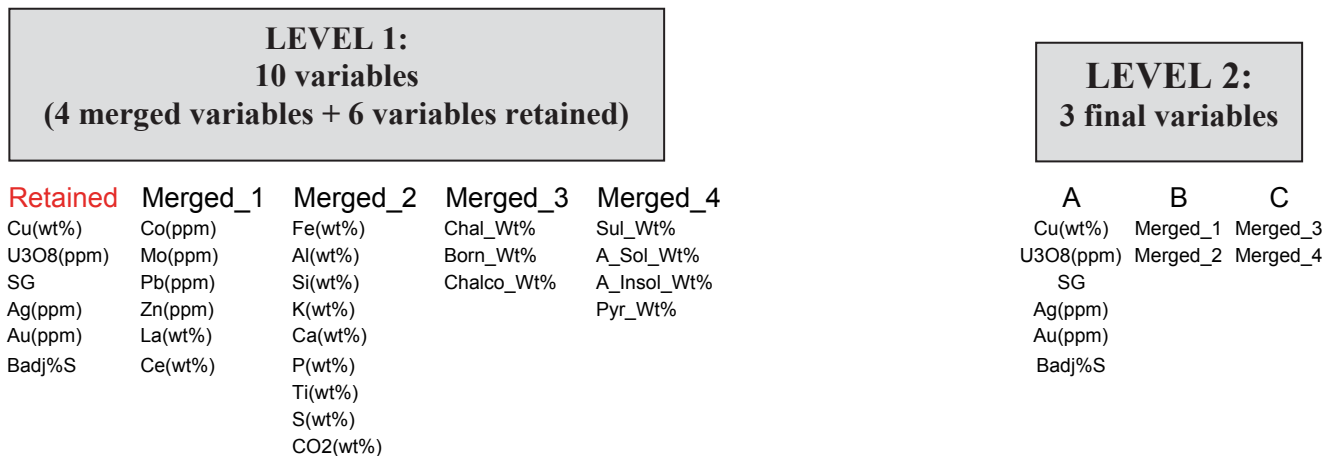 LEVEL 1:
10 variables
(4 merged variables + 6 variables retained)
LEVEL 2:
3 final variables
Retained Merged_1 Merged_2 Merged_3 Merged_4 A B C
Cu(wt%) Co(ppm) Fe(wt%) Chal_Wt% Sul_Wt% Cu(wt%) Merged_1 Merged_3
U3O8(ppm) Mo(ppm) Al(wt%) Born_Wt% A_Sol_Wt% U3O8(ppm) Merged_2 Merged_4
SG Pb(ppm) Si(wt%) Chalco_Wt% A_Insol_Wt% SG
Ag(ppm) Zn(ppm) K(wt%) Pyr_Wt% Ag(ppm)
Au(ppm) La(wt%) Ca(wt%) Au(ppm)
Badj%S Ce(wt%) P(wt%) Badj%S
Ti(wt%)
S(wt%)
CO2(wt%)